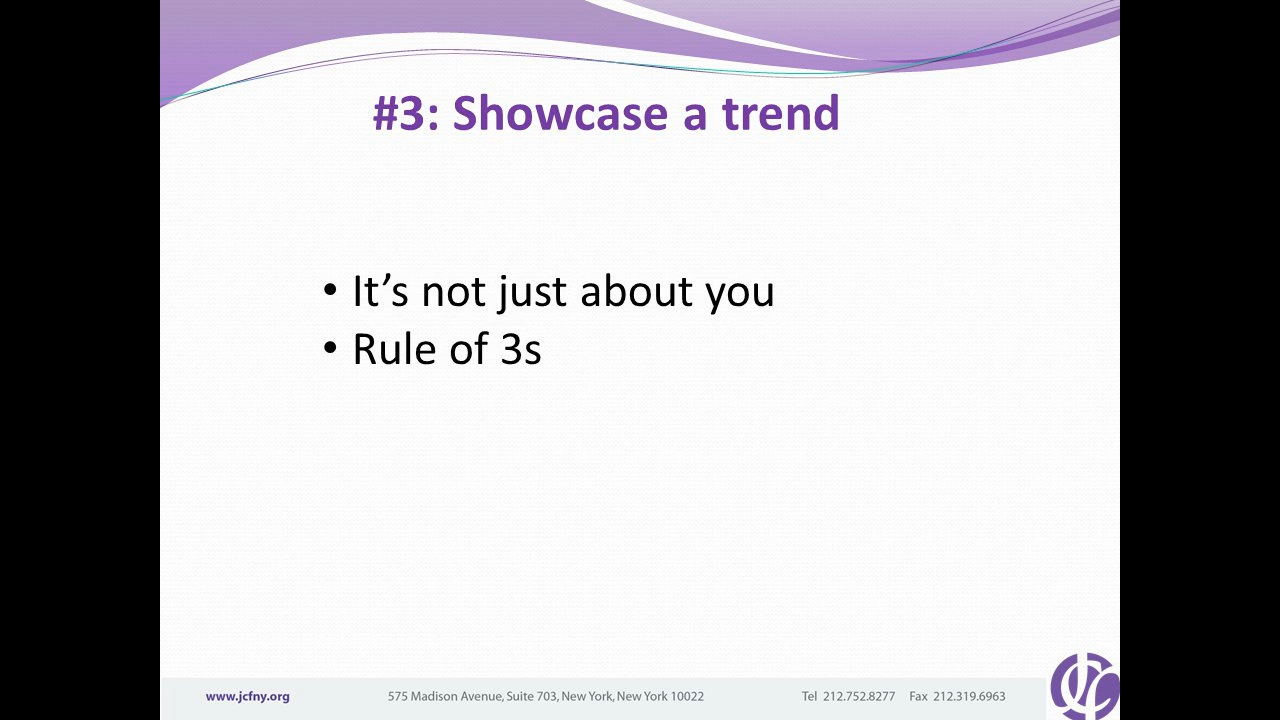 #3: Showcase a trend
• It’s not just about you
• Rule of 3s
www.jcfny.org 575 Madison Avenue, Suite 703, New York, New York 10022 Tel 212.752.8277 Fax 212.319.6963